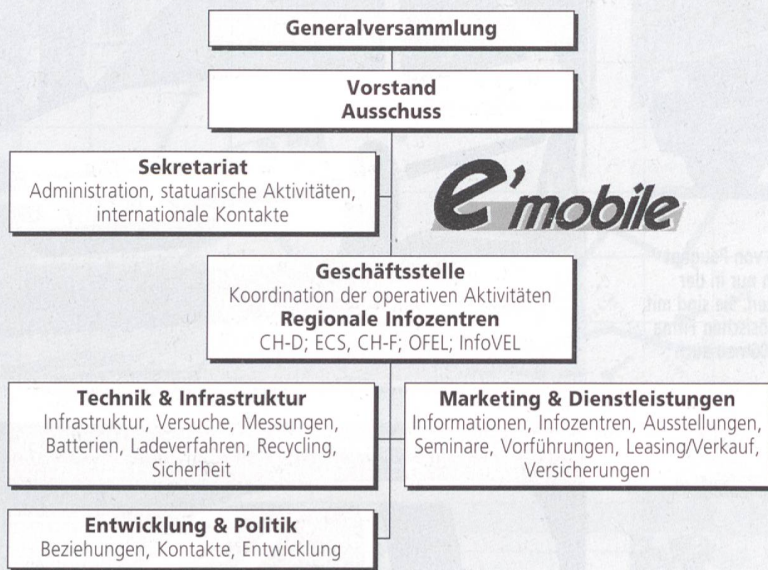 Generalversammlung
Vorstand
Ausschuss
Sekretariat
Administration, statuarische Aktivitäten,
internationale Kontakte
e'mobile
Geschäftsstelle
Koordination der operativen Aktivitäten
Regionale Infozentren
CH-D; ECS, CH-F; OFEL; InfoVEL
Technik & Infrastruktur
Infrastruktur, Versuche, Messungen,
Batterien, Ladeverfahren, Recycling,
Sicherheit
Marketing & Dienstleistungen
Informationen, Infozentren, Ausstellungen,
Seminare, Vorführungen, Leasing/Verkauf,
Versicherungen
Entwicklung & Politik
Beziehungen, Kontakte, Entwicklung